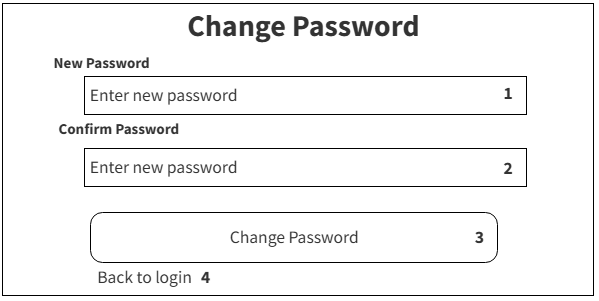 Change Password
New Password
Enter new password 1
Confirm Password
Enter new password 2
Change Password 3
Back to login 4